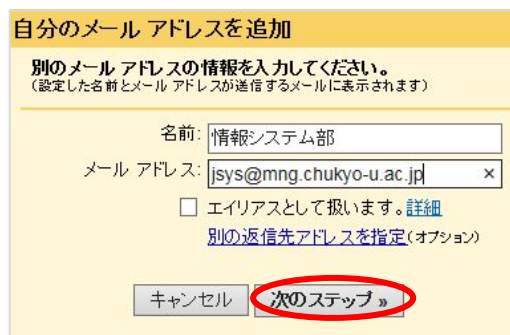 自分のメール アドレスを追加
別のメール アドレスの情報を入力してください。
(設定した名前とメール アドレスが送信するメールに表示されます)
名前: 情報システム部
メール アドレス: jsys@mng.chukyo-u.ac.jp ×
エイリアスとして扱います。詳細
別の返信先アドレスを指定(オプション)
キャンセル 次のステップ »